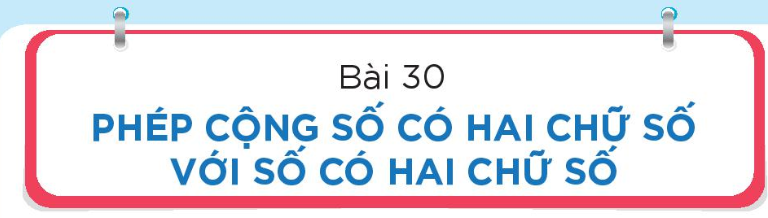 Bài 30
PHÉP CỘNG SỐ CÓ HAI CHỮ SỐ
VỚI SỐ CÓ HAI CHỮ SỐ